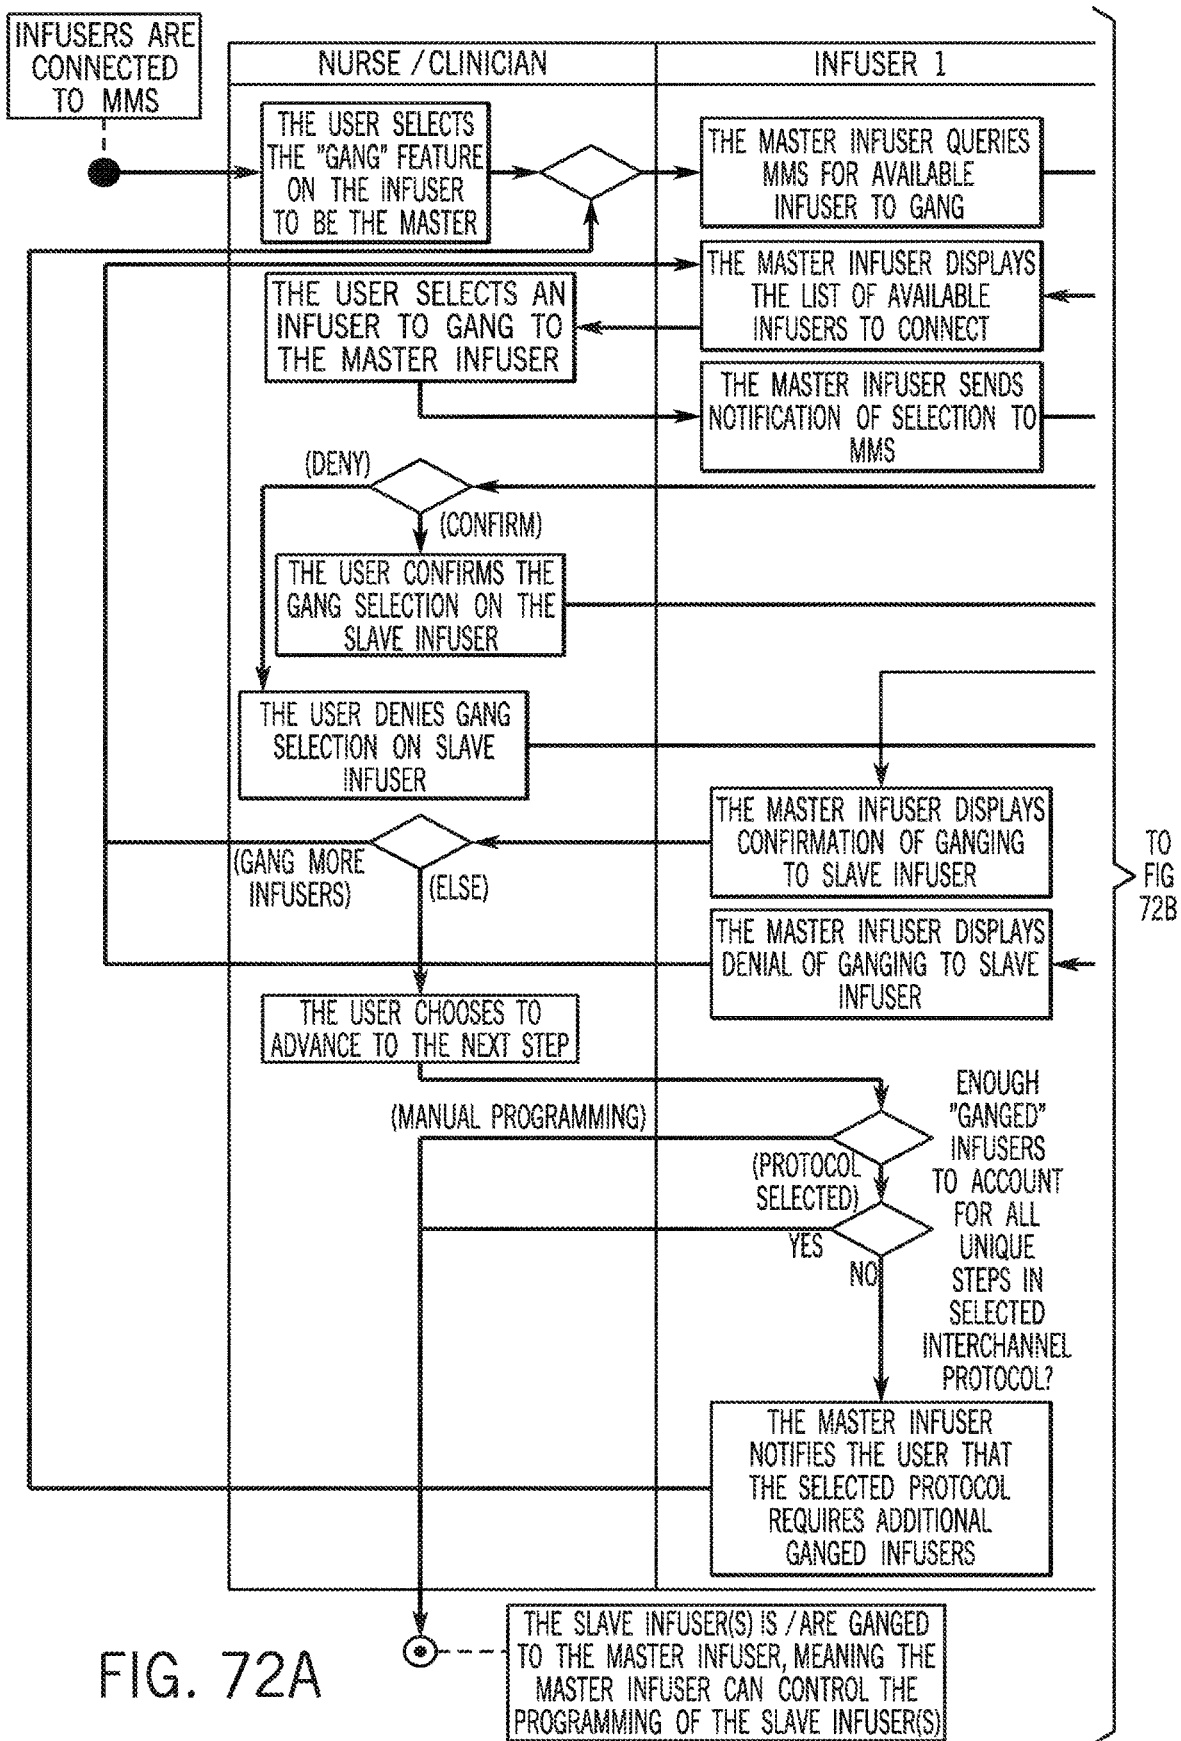 INFUSERS ARE
CONNECTED
TO MMS
NURSE / CLINICIAN
INFUSER 1
THE USER SELECTS
THE "GANG" FEATURE
ON THE INFUSER
TO BE THE MASTER
THE MASTER INFUSER QUERIES
MMS FOR AVAILABLE
INFUSER TO GANG
THE MASTER INFUSER DISPLAYS
THE LIST OF AVAILABLE
INFUSERS TO CONNECT
THE USER SELECTS AN
INFUSER TO GANG TO
THE MASTER INFUSER
THE MASTER INFUSER SENDS
NOTIFICATION OF SELECTION TO
MMS
(DENY)
(CONFIRM)
THE USER CONFIRMS THE
GANG SELECTION ON THE
SLAVE INFUSER
THE USER DENIES GANG
SELECTION ON SLAVE
INFUSER
THE MASTER INFUSER DISPLAYS
CONFIRMATION OF GANGING
TO SLAVE INFUSER
(GANG MORE
INFUSERS)
(ELSE)
TO
FIG
72B
THE MASTER INFUSER DISPLAYS
DENIAL OF GANGING TO SLAVE
INFUSER
THE USER CHOOSES TO
ADVANCE TO THE NEXT STEP
(MANUAL PROGRAMMING)
(PROTOCOL
SELECTED)
YES
NO
ENOUGH
"GANGED"
INFUSERS
TO ACCOUNT
FOR ALL
UNIQUE
STEPS IN
SELECTED
INTERCHANNEL
PROTOCOL?
THE MASTER INFUSER
NOTIFIES THE USER THAT
THE SELECTED PROTOCOL
REQUIRES ADDITIONAL
GANGED INFUSERS
THE SLAVE INFUSER(S) IS /ARE GANGED
TO THE MASTER INFUSER, MEANING THE
MASTER INFUSER CAN CONTROL THE
PROGRAMMING OF THE SLAVE INFUSER(S)
FIG. 72A